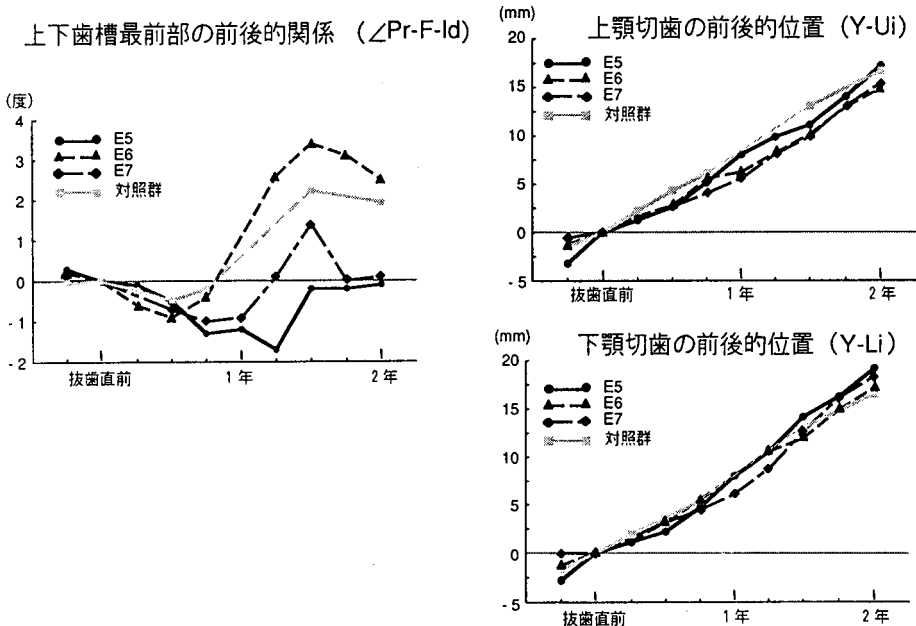 上下歯槽最前部の前後的関係 (∠Pr-F-Id)
(度)
4
3
2
1
0
-1
-2
E5
E6
E7
対照群
抜歯直前
1年
2年
(mm)
上顎切歯の前後的位置 (Y-Ui)
20
15
10
5
0
-5
E5
E6
E7
対照群
抜歯直前
1年
2年
(mm)
下顎切歯の前後的位置 (Y-Li)
20
15
10
5
0
-5
E5
E6
E7
対照群
抜歯直前
1年
2年